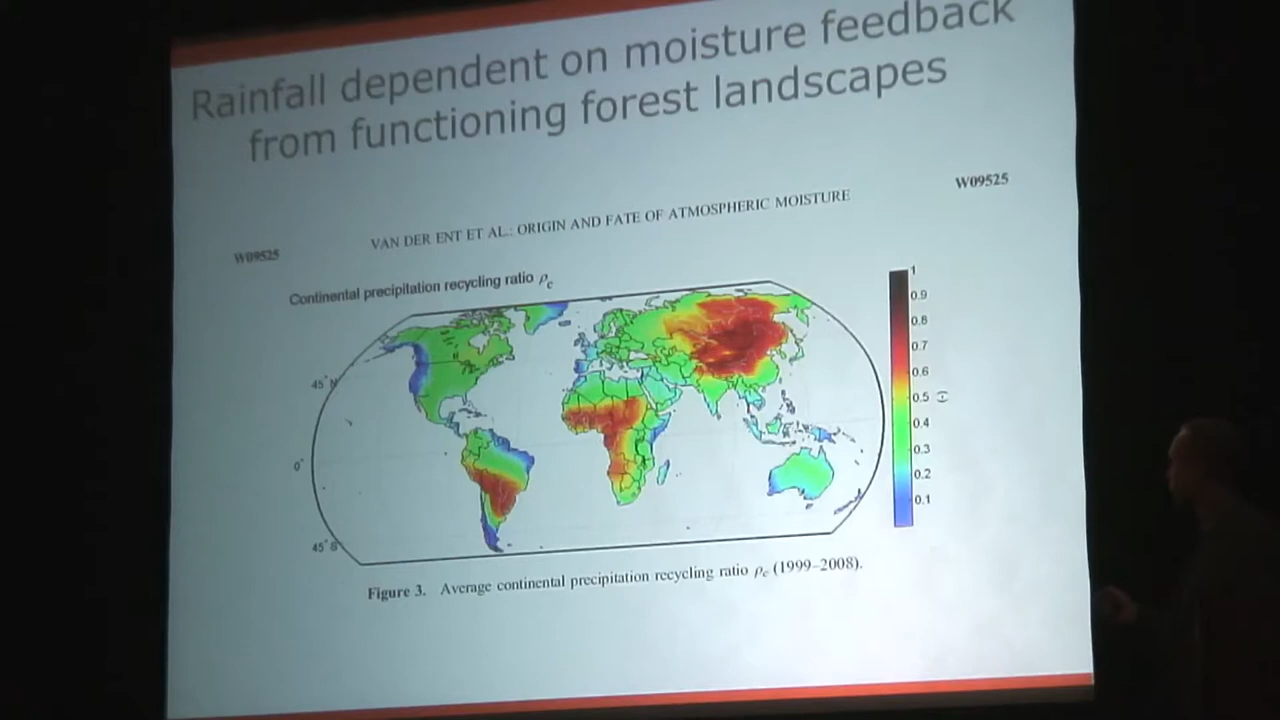 Rainfall dependent on moisture feedback
from functioning forest landscapes
W09525
VAN DER ENT ET AL.: ORIGIN AND FATE OF ATMOSPHERIC MOISTURE
W09525
Continental precipitation recycling ratio ρc
1
0.9
0.8
0.7
0.6
0.5
0.4
0.3
0.2
0.1
(-)
45° N
0°
45° S
Figure 3. Average continental precipitation recycling ratio ρc (1999–2008).